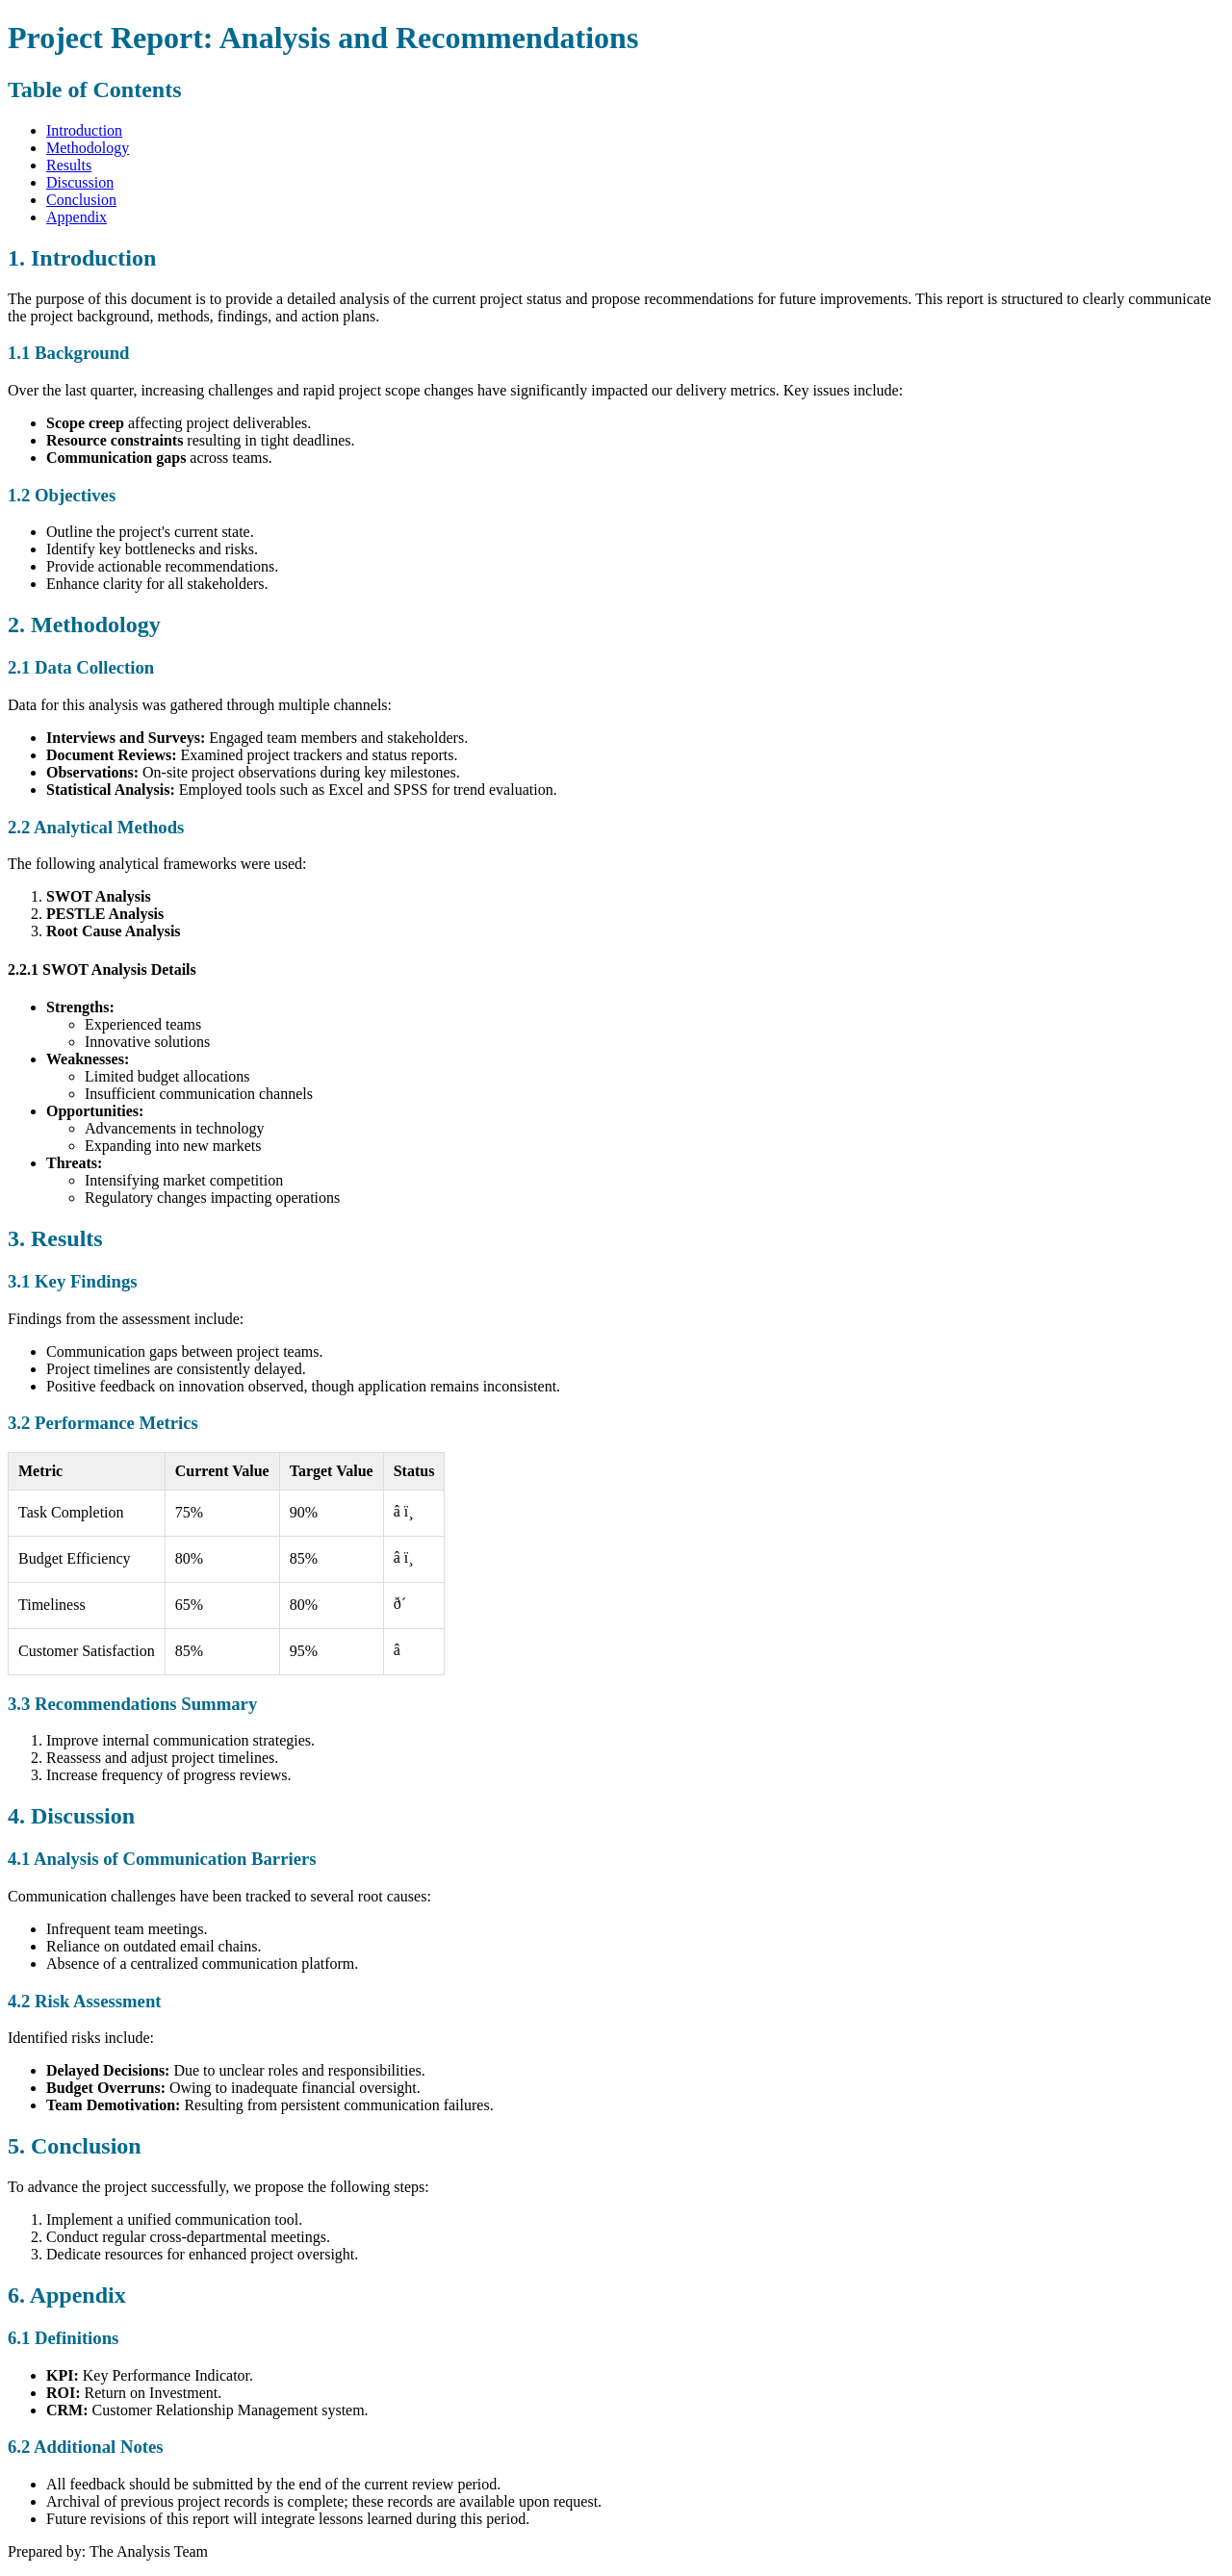 Project Report: Analysis and Recommendations
Table of Contents
Introduction
Methodology
Results
Discussion
Conclusion
Appendix
1. Introduction
The purpose of this document is to provide a detailed analysis of the current project status and propose recommendations for future improvements. This report is structured to clearly communicate
the project background, methods, findings, and action plans.
1.1 Background
Over the last quarter, increasing challenges and rapid project scope changes have significantly impacted our delivery metrics. Key issues include:
Scope creep affecting project deliverables.
Resource constraints resulting in tight deadlines.
Communication gaps across teams.
1.2 Objectives
Outline the project's current state.
Identify key bottlenecks and risks.
Provide actionable recommendations.
Enhance clarity for all stakeholders.
2. Methodology
2.1 Data Collection
Data for this analysis was gathered through multiple channels:
Interviews and Surveys: Engaged team members and stakeholders.
Document Reviews: Examined project trackers and status reports.
Observations: On-site project observations during key milestones.
Statistical Analysis: Employed tools such as Excel and SPSS for trend evaluation.
2.2 Analytical Methods
The following analytical frameworks were used:
1. SWOT Analysis
2. PESTLE Analysis
3. Root Cause Analysis
2.2.1 SWOT Analysis Details
Strengths:
Experienced teams
Innovative solutions
Weaknesses:
Limited budget allocations
Insufficient communication channels
Opportunities:
Advancements in technology
Expanding into new markets
Threats:
Intensifying market competition
Regulatory changes impacting operations
3. Results
3.1 Key Findings
Findings from the assessment include:
Communication gaps between project teams.
Project timelines are consistently delayed.
Positive feedback on innovation observed, though application remains inconsistent.
3.2 Performance Metrics
Metric Current Value Target Value Status
Task Completion 75% 90% â ï¸
Budget Efficiency 80% 85% â ï¸
Timeliness 65% 80% ð´
Customer Satisfaction 85% 95% â
3.3 Recommendations Summary
1. Improve internal communication strategies.
2. Reassess and adjust project timelines.
3. Increase frequency of progress reviews.
4. Discussion
4.1 Analysis of Communication Barriers
Communication challenges have been tracked to several root causes:
Infrequent team meetings.
Reliance on outdated email chains.
Absence of a centralized communication platform.
4.2 Risk Assessment
Identified risks include:
Delayed Decisions: Due to unclear roles and responsibilities.
Budget Overruns: Owing to inadequate financial oversight.
Team Demotivation: Resulting from persistent communication failures.
5. Conclusion
To advance the project successfully, we propose the following steps:
1. Implement a unified communication tool.
2. Conduct regular cross-departmental meetings.
3. Dedicate resources for enhanced project oversight.
6. Appendix
6.1 Definitions
KPI: Key Performance Indicator.
ROI: Return on Investment.
CRM: Customer Relationship Management system.
6.2 Additional Notes
All feedback should be submitted by the end of the current review period.
Archival of previous project records is complete; these records are available upon request.
Future revisions of this report will integrate lessons learned during this period.
Prepared by: The Analysis Team